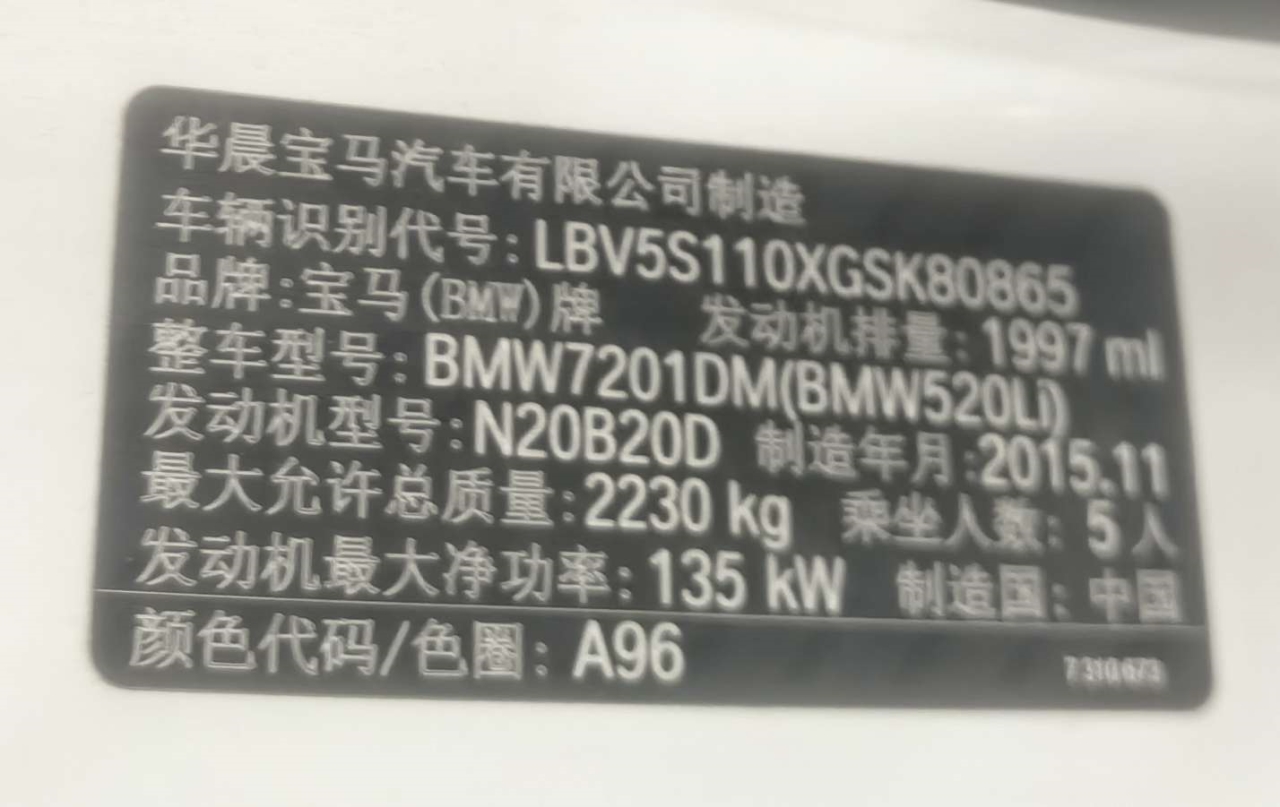 华晨宝马汽车有限公司制造
车辆识别代号: LBV5S110XGSK80865
品牌:宝马(BMW)牌 发动机排量: 1997 ml
整车型号: BMW7201DM(BMW520Li)
发动机型号:N20B20D 制造年月:2015.11
最大允许总质量:2230 kg 乘坐人数: 5 人
发动机最大净功率: 135 kW 制造国: 中国
颜色代码/色圈: A96
7310673